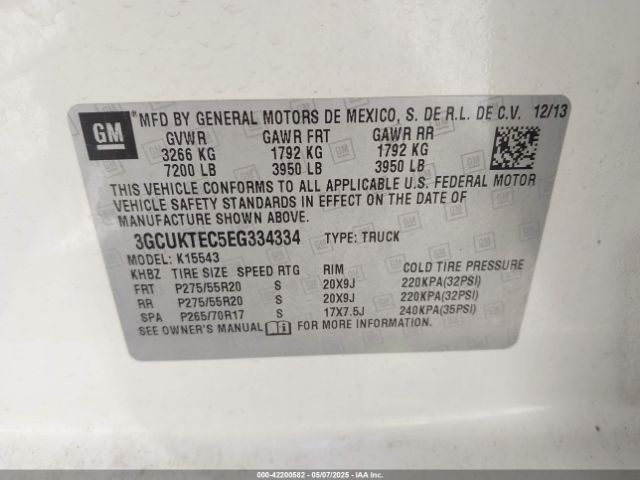 GM
® MFD BY GENERAL MOTORS DE MEXICO, S. DE R.L. DE C.V. 12/13
GVWR GAWR FRT GAWR RR
3266 KG 1792 KG 1792 KG
7200 LB 3950 LB 3950 LB
THIS VEHICLE CONFORMS TO ALL APPLICABLE U.S. FEDERAL MOTOR
VEHICLE SAFETY STANDARDS IN EFFECT ON THE DATE OF
MANUFACTURE SHOWN ABOVE.
3GCUKTEC5EG334334 TYPE: TRUCK
MODEL: K15543
KHBZ TIRE SIZE SPEED RTG RIM COLD TIRE PRESSURE
FRT P275/55R20 S 20X9J 220KPA(32PSI)
RR P275/55R20 S 20X9J 220KPA(32PSI)
SPA P265/70R17 S 17X7.5J 240KPA(35PSI)
SEE OWNER'S MANUAL FOR MORE INFORMATION.
000-42200582 - 05/07/2025 - IAAI.com